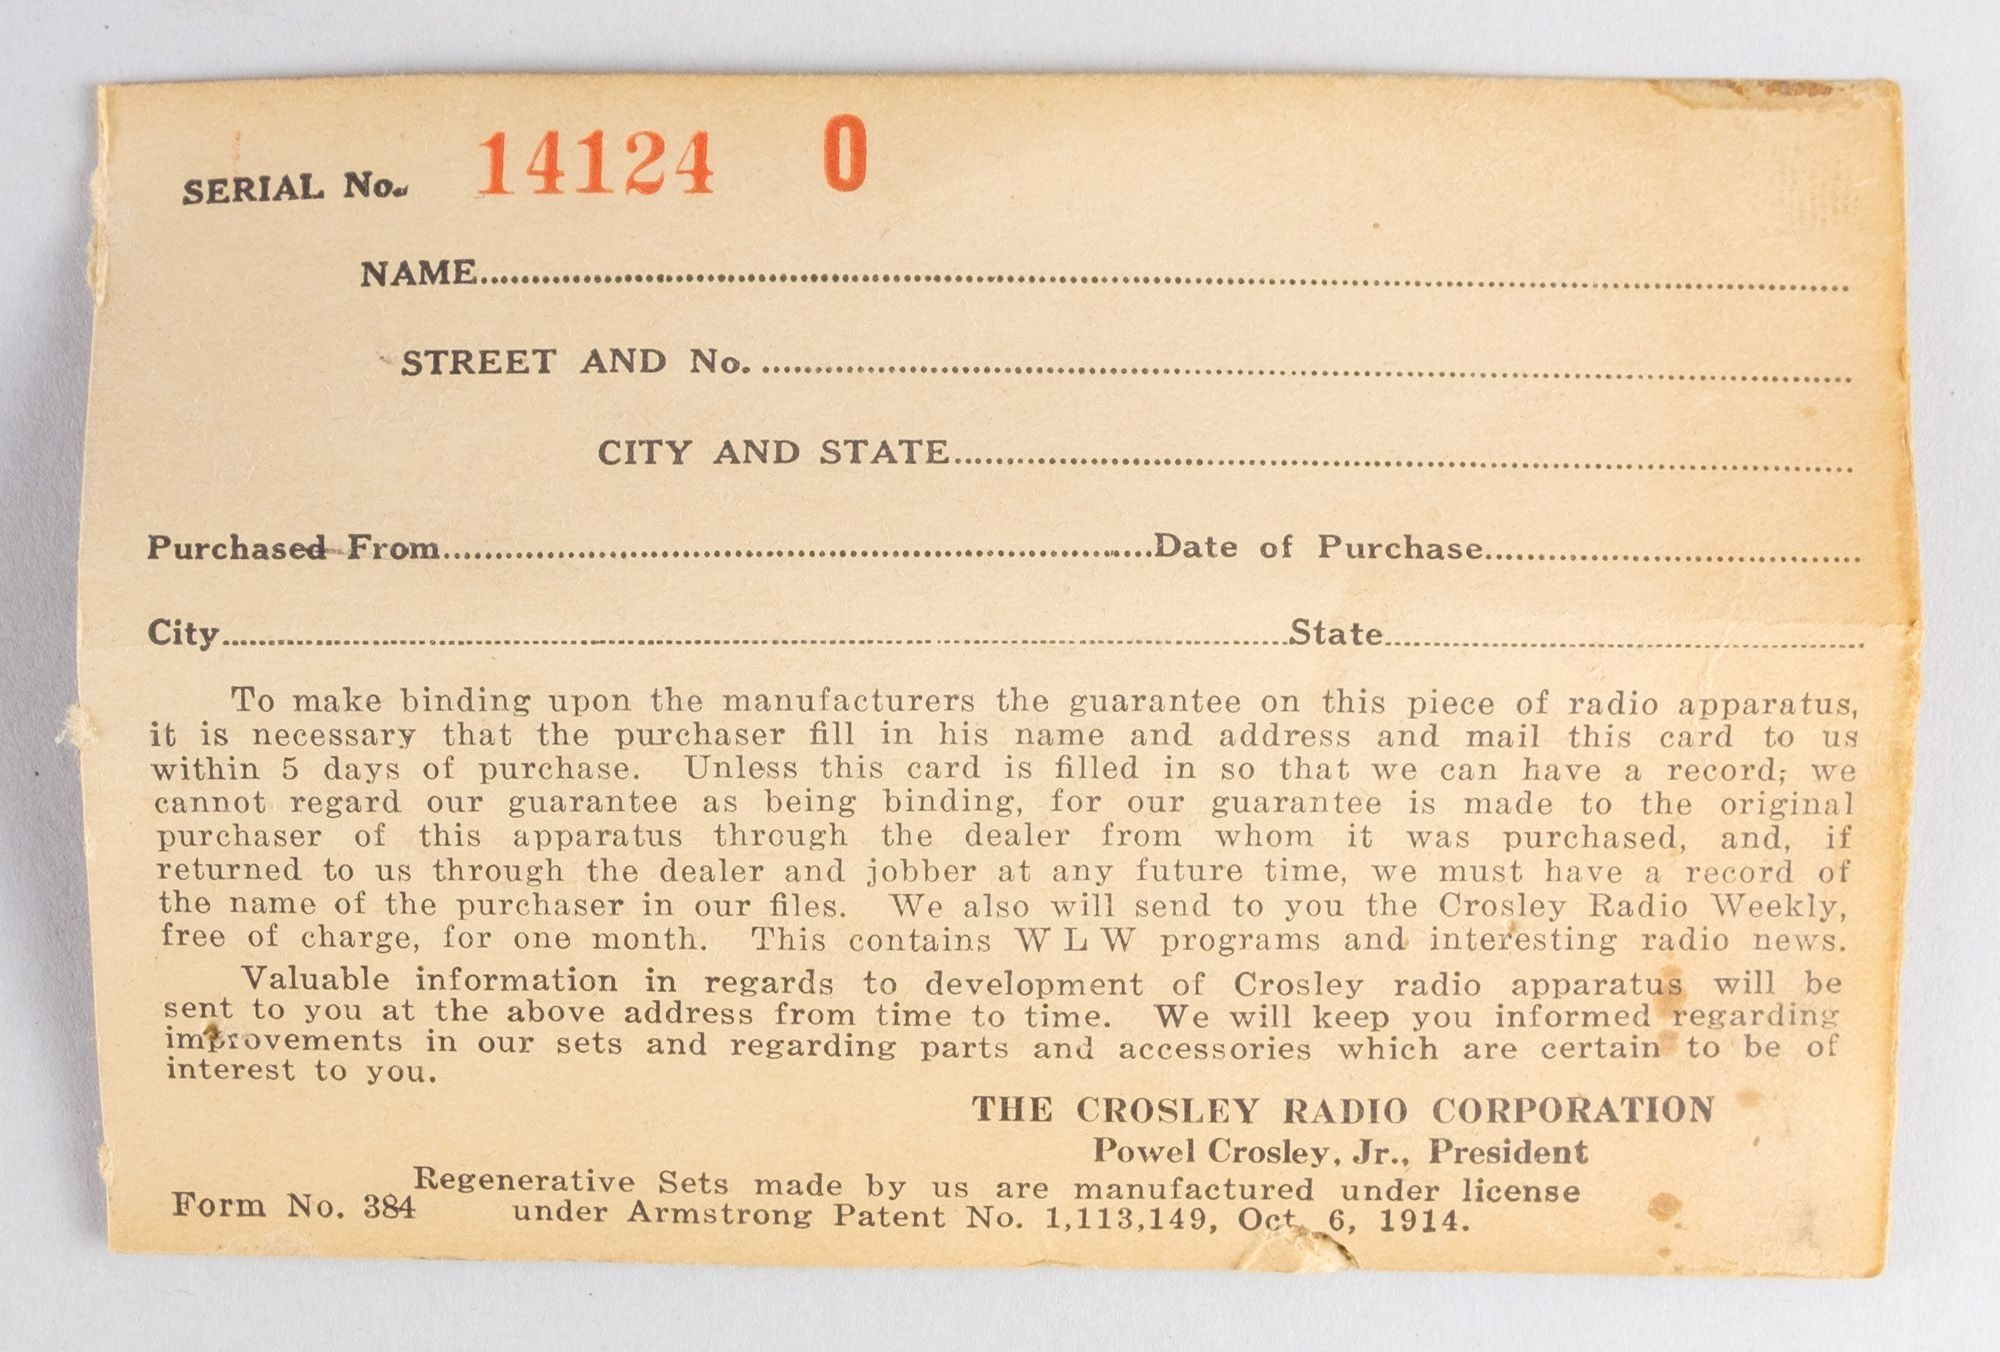 SERIAL No. 14124 0
NAME
STREET AND No.
CITY AND STATE
Purchased From Date of Purchase
City State
To make binding upon the manufacturers the guarantee on this piece of radio apparatus,
it is necessary that the purchaser fill in his name and address and mail this card to us
within 5 days of purchase. Unless this card is filled in so that we can have a record; we
cannot regard our guarantee as being binding, for our guarantee is made to the original
purchaser of this apparatus through the dealer from whom it was purchased, and, if
returned to us through the dealer and jobber at any future time, we must have a record of
the name of the purchaser in our files. We also will send to you the Crosley Radio Weekly,
free of charge, for one month. This contains W L W programs and interesting radio news.
Valuable information in regards to development of Crosley radio apparatus will be
sent to you at the above address from time to time. We will keep you informed regarding
improvements in our sets and regarding parts and accessories which are certain to be of
interest to you.
THE CROSLEY RADIO CORPORATION
Powel Crosley, Jr., President
Regenerative Sets made by us are manufactured under license
Form No. 384 under Armstrong Patent No. 1,113,149, Oct. 6, 1914.